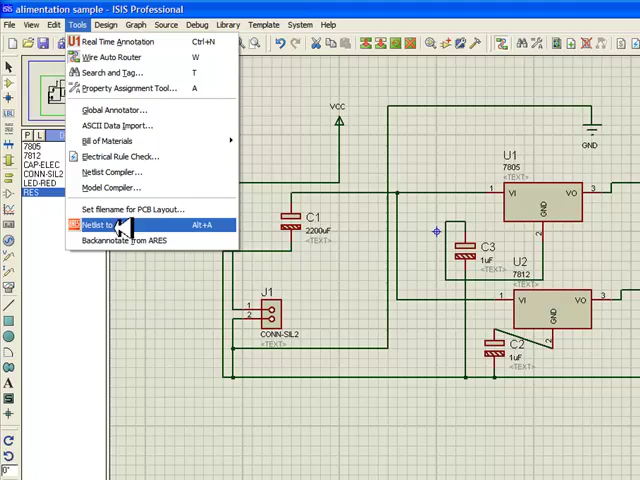 alimentation sample - ISIS Professional
File View Edit Tools Design Graph Source Debug Library Template System Help
Real Time Annotation Ctrl+N
Wire Auto Router W
Search and Tag... T
Property Assignment Tool... A
Global Annotator...
ASCII Data Import...
Bill of Materials
Electrical Rule Check...
Netlist Compiler...
Model Compiler...
Set filename for PCB Layout...
Netlist to Alt+A
Backannotate from ARES
P L
7805
7812
CAP-ELEC
CONN-SIL2
LED-RED
RES
0°
VCC
GND
U1
7805
<TEXT>
VI VO
1 3
GND
2
C1
2200uF
<TEXT>
C3
1uF
<TEXT>
U2
7812
<TEXT>
VI VO
1 3
GND
2
J1
1
2
CONN-SIL2
<TEXT>
C2
1uF
<TEXT>